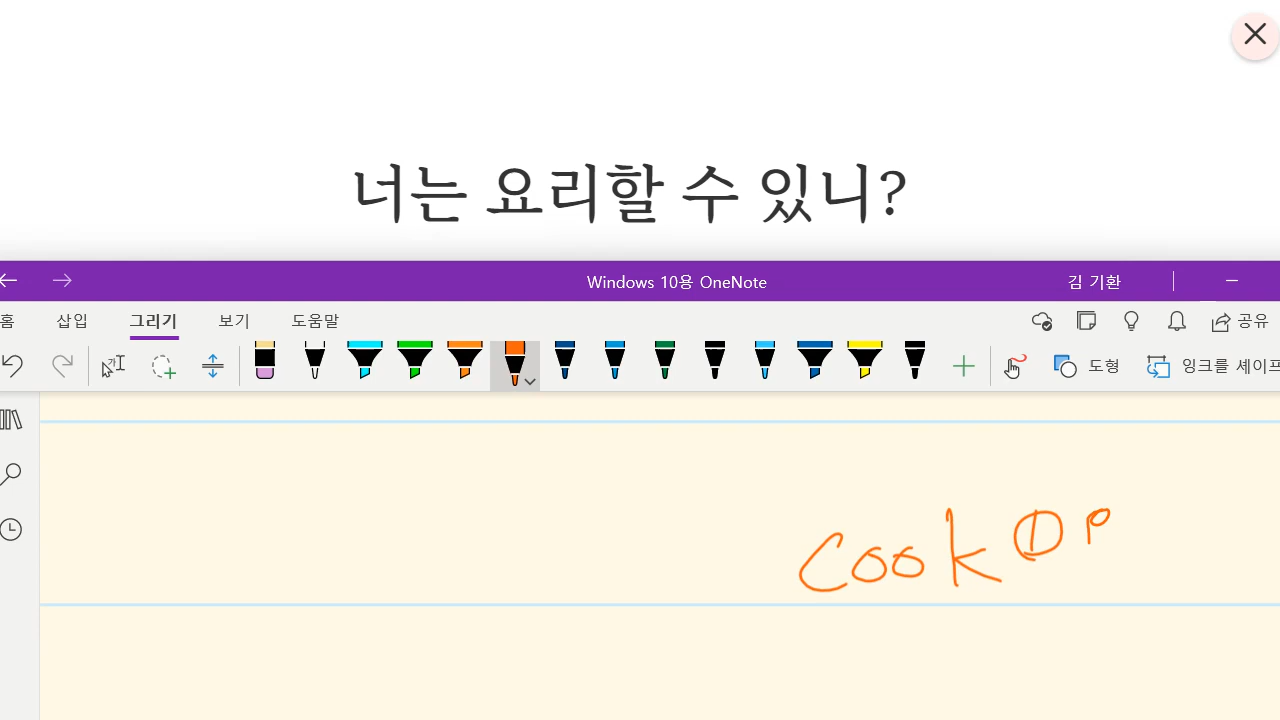 너는 요리할 수 있니?
Windows 10용 OneNote 김 기환
홈 삽입 그리기 보기 도움말 공유
가 도형 잉크를 셰이프
cook ① p